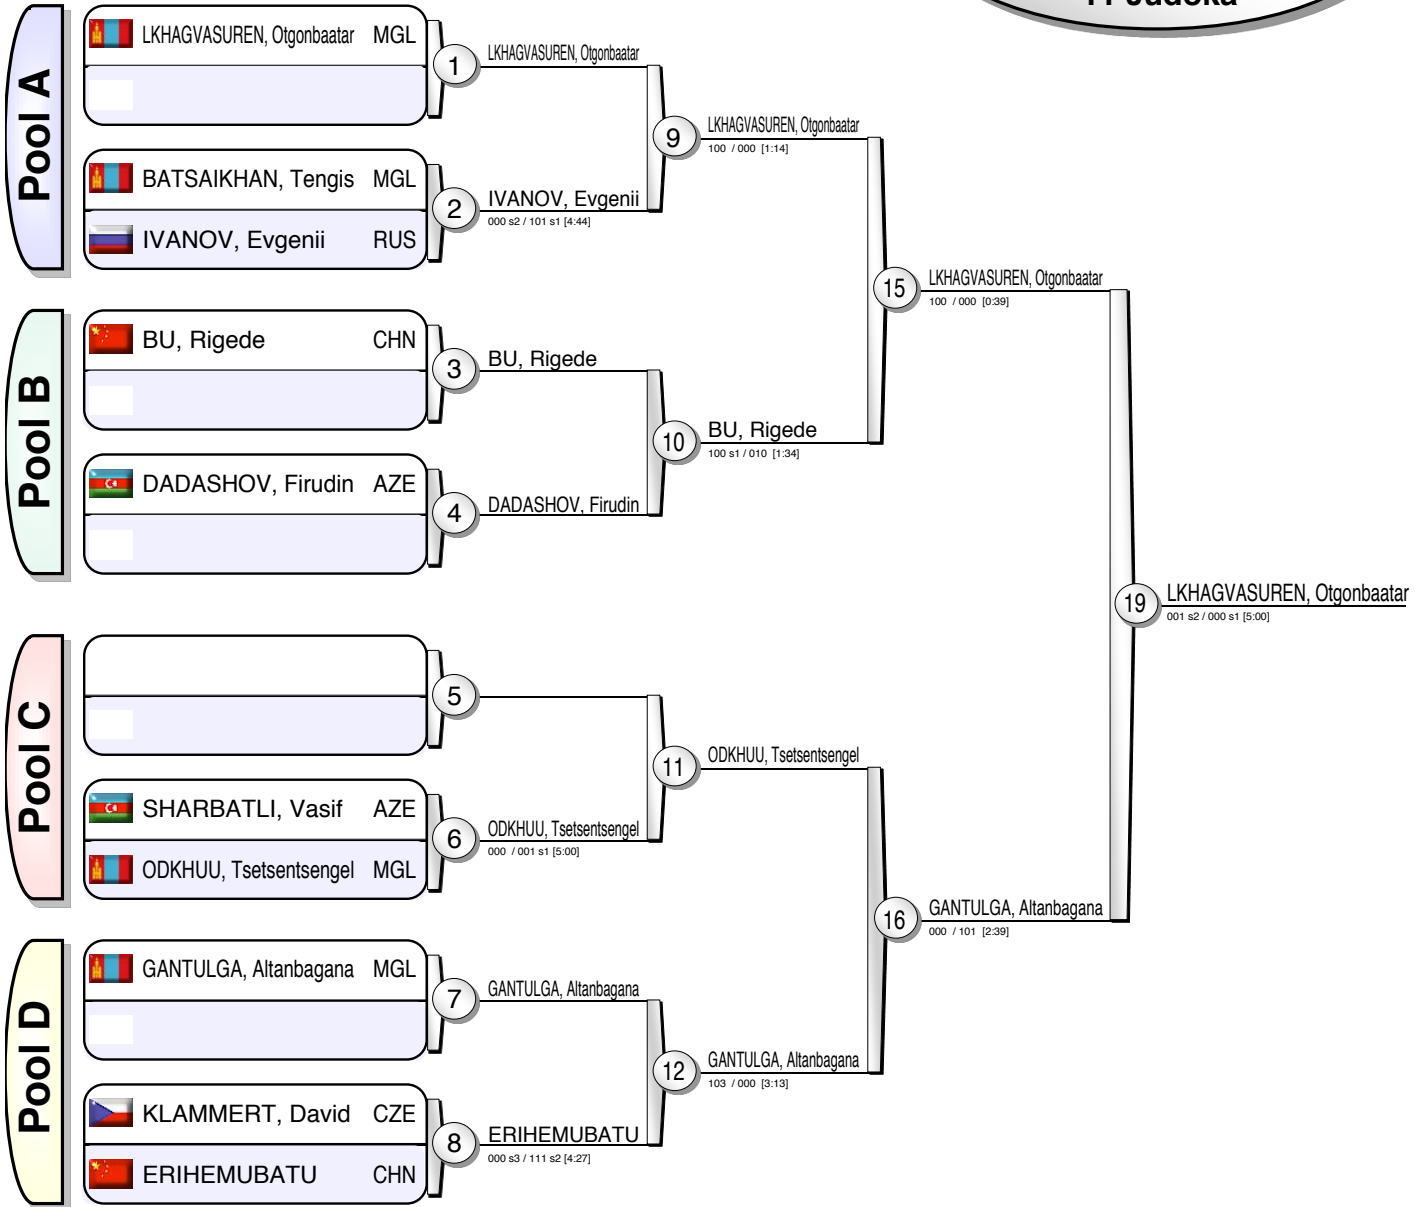 11 Judoka
Pool A
LKHAGVASUREN, Otgonbaatar MGL
1
LKHAGVASUREN, Otgonbaatar
BATSAIKHAN, Tengis MGL
IVANOV, Evgenii RUS
2
IVANOV, Evgenii
000 s2 / 101 s1 [4:44]
9
LKHAGVASUREN, Otgonbaatar
100 / 000 [1:14]
Pool B
BU, Rigede CHN
3
BU, Rigede
DADASHOV, Firudin AZE
4
DADASHOV, Firudin
10
BU, Rigede
100 s1 / 010 [1:34]
15
LKHAGVASUREN, Otgonbaatar
100 / 000 [0:39]
Pool C
5
SHARBATLI, Vasif AZE
ODKHUU, Tsetsentsengel MGL
6
ODKHUU, Tsetsentsengel
000 / 001 s1 [5:00]
11
ODKHUU, Tsetsentsengel
Pool D
GANTULGA, Altanbagana MGL
7
GANTULGA, Altanbagana
KLAMMERT, David CZE
ERIHEMUBATU CHN
8
ERIHEMUBATU
000 s3 / 111 s2 [4:27]
12
GANTULGA, Altanbagana
103 / 000 [3:13]
16
GANTULGA, Altanbagana
000 / 101 [2:39]
19
LKHAGVASUREN, Otgonbaatar
001 s2 / 000 s1 [5:00]